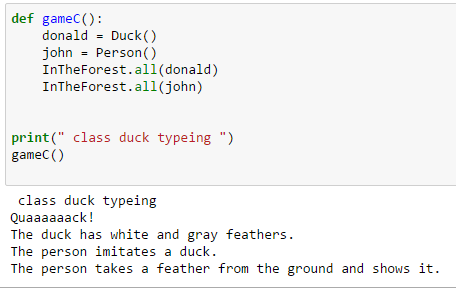 def gameC():
    donald = Duck()
    john = Person()
    InTheForest.all(donald)
    InTheForest.all(john)
print(" class duck typeing ")
gameC()
 class duck typeing
Quaaaaaack!
The duck has white and gray feathers.
The person imitates a duck.
The person takes a feather from the ground and shows it.